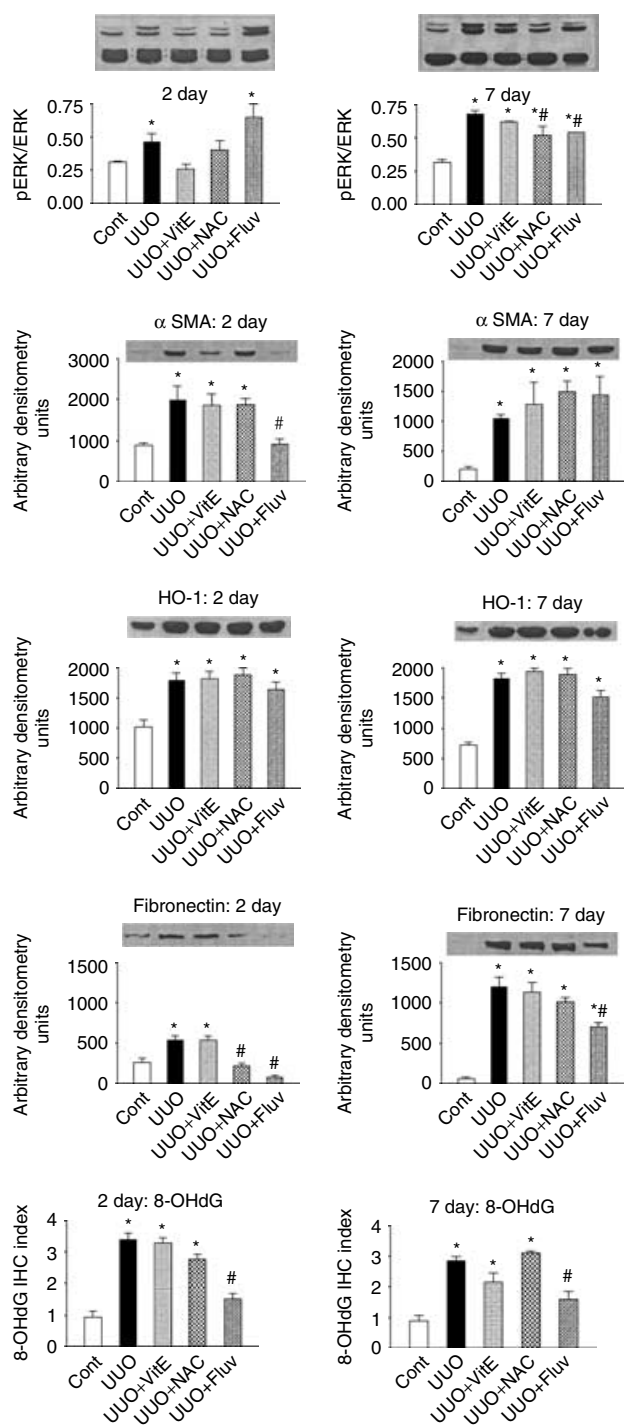 2 day
7 day
pERK/ERK
0.75
0.50
0.25
0.00
*
*
Cont
UUO
UUO+VitE
UUO+NAC
UUO+Fluv
pERK/ERK
0.75
0.50
0.25
0.00
*
*
*#
*#
Cont
UUO
UUO+VitE
UUO+NAC
UUO+Fluv
α SMA: 2 day
Arbitrary densitometry
units
3000
2000
1000
0
*
*
*
#
Cont
UUO
UUO+VitE
UUO+NAC
UUO+Fluv
α SMA: 7 day
Arbitrary densitometry
units
2000
1500
1000
500
0
*
*
*
*
Cont
UUO
UUO+VitE
UUO+NAC
UUO+Fluv
HO-1: 2 day
Arbitrary densitometry
units
2000
1500
1000
500
0
*
*
*
*
Cont
UUO
UUO+VitE
UUO+NAC
UUO+Fluv
HO-1: 7 day
Arbitrary densitometry
units
2000
1500
1000
500
0
*
*
*
*
Cont
UUO
UUO+VitE
UUO+NAC
UUO+Fluv
Fibronectin: 2 day
Arbitrary densitometry
units
1500
1000
500
0
*
*
#
#
Cont
UUO
UUO+VitE
UUO+NAC
UUO+Fluv
Fibronectin: 7 day
Arbitrary densitometry
units
1500
1000
500
0
*
*
*
*#
Cont
UUO
UUO+VitE
UUO+NAC
UUO+Fluv
2 day: 8-OHdG
8-OHdG IHC index
4
3
2
1
0
*
*
*
#
Cont
UUO
UUO+VitE
UUO+NAC
UUO+Fluv
7 day: 8-OHdG
8-OHdG IHC index
4
3
2
1
0
*
*
*
#
Cont
UUO
UUO+VitE
UUO+NAC
UUO+Fluv